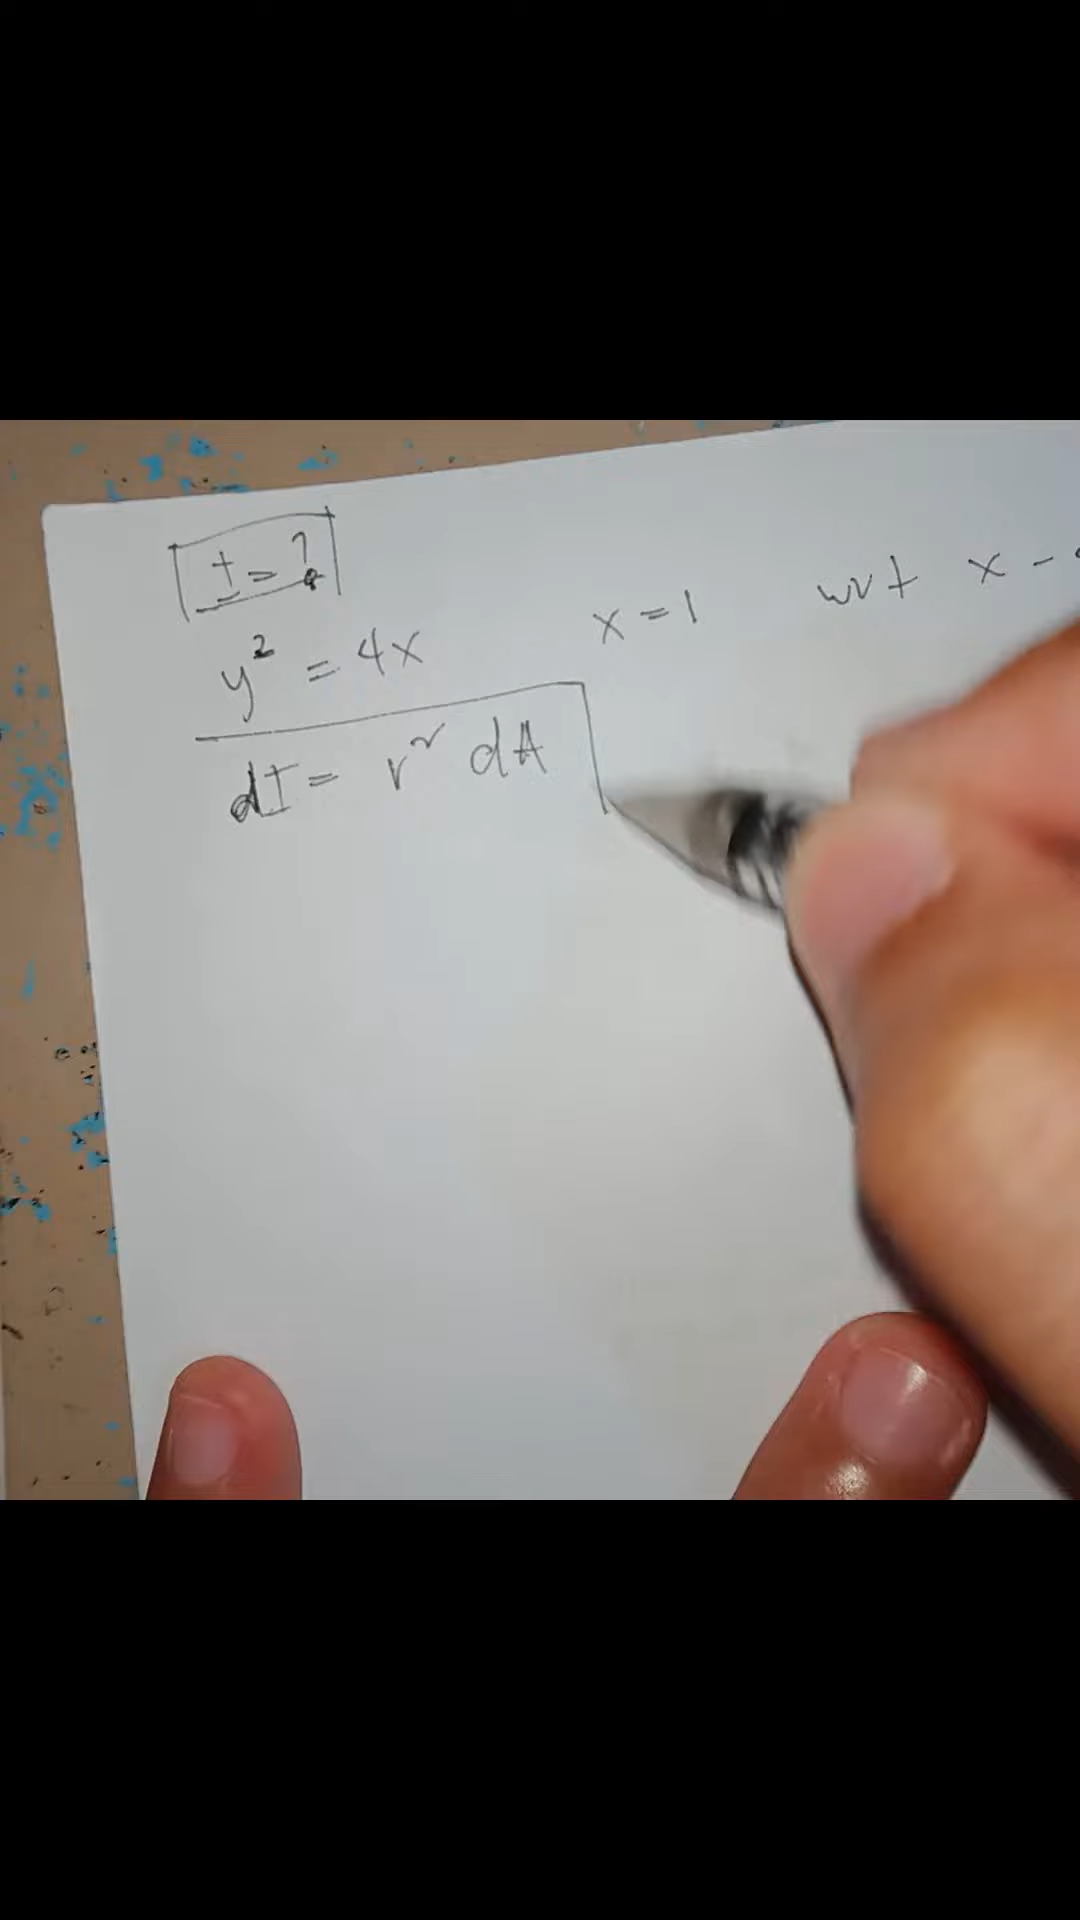 I = ?
y² = 4x x = 1 wrt x -
dI = r² dA